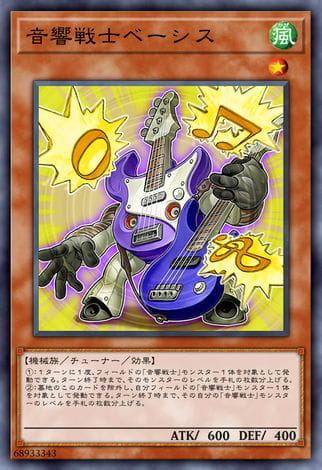 音響戦士ベーシス
風
【機械族／チューナー／効果】
①：１ターンに１度、フィールドの「音響戦士」モンスター１体を対象として発
動できる。ターン終了時まで、そのモンスターのレベルを手札の枚数分上げる。
②：墓地のこのカードを除外し、自分フィールドの「音響戦士」モンスター１体
を対象として発動できる。ターン終了時まで、その自分の「音響戦士」モンスタ
ーのレベルを手札の枚数分上げる。
ATK/ 600 DEF/ 400
68933343